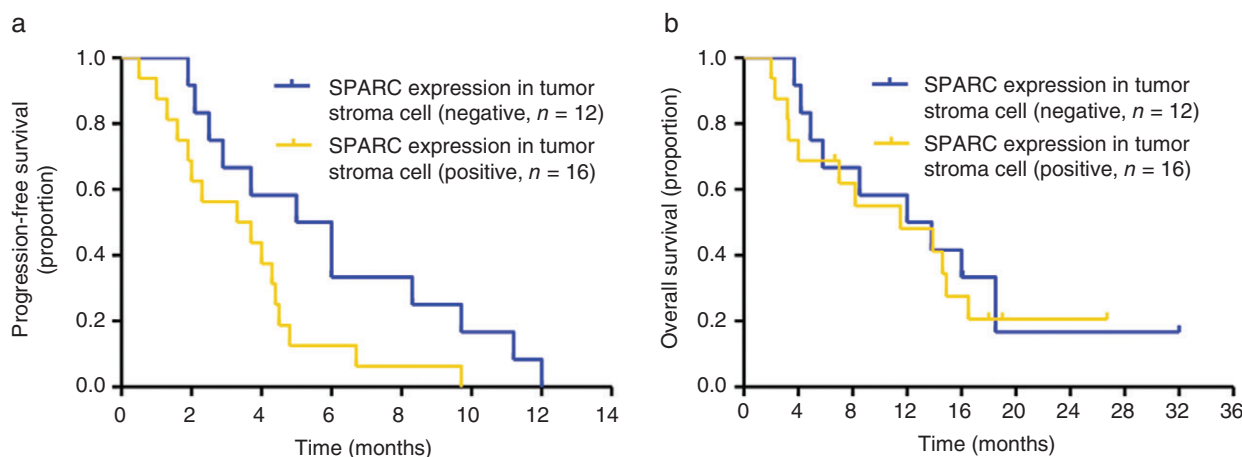 a
Progression-free survival
(proportion)
1.0
0.8
0.6
0.4
0.2
0.0
0 2 4 6 8 10 12 14
Time (months)
SPARC expression in tumor
stroma cell (negative, n = 12)
SPARC expression in tumor
stroma cell (positive, n = 16)
b
Overall survival (proportion)
1.0
0.8
0.6
0.4
0.2
0.0
0 4 8 12 16 20 24 28 32 36
Time (months)
SPARC expression in tumor
stroma cell (negative, n = 12)
SPARC expression in tumor
stroma cell (positive, n = 16)